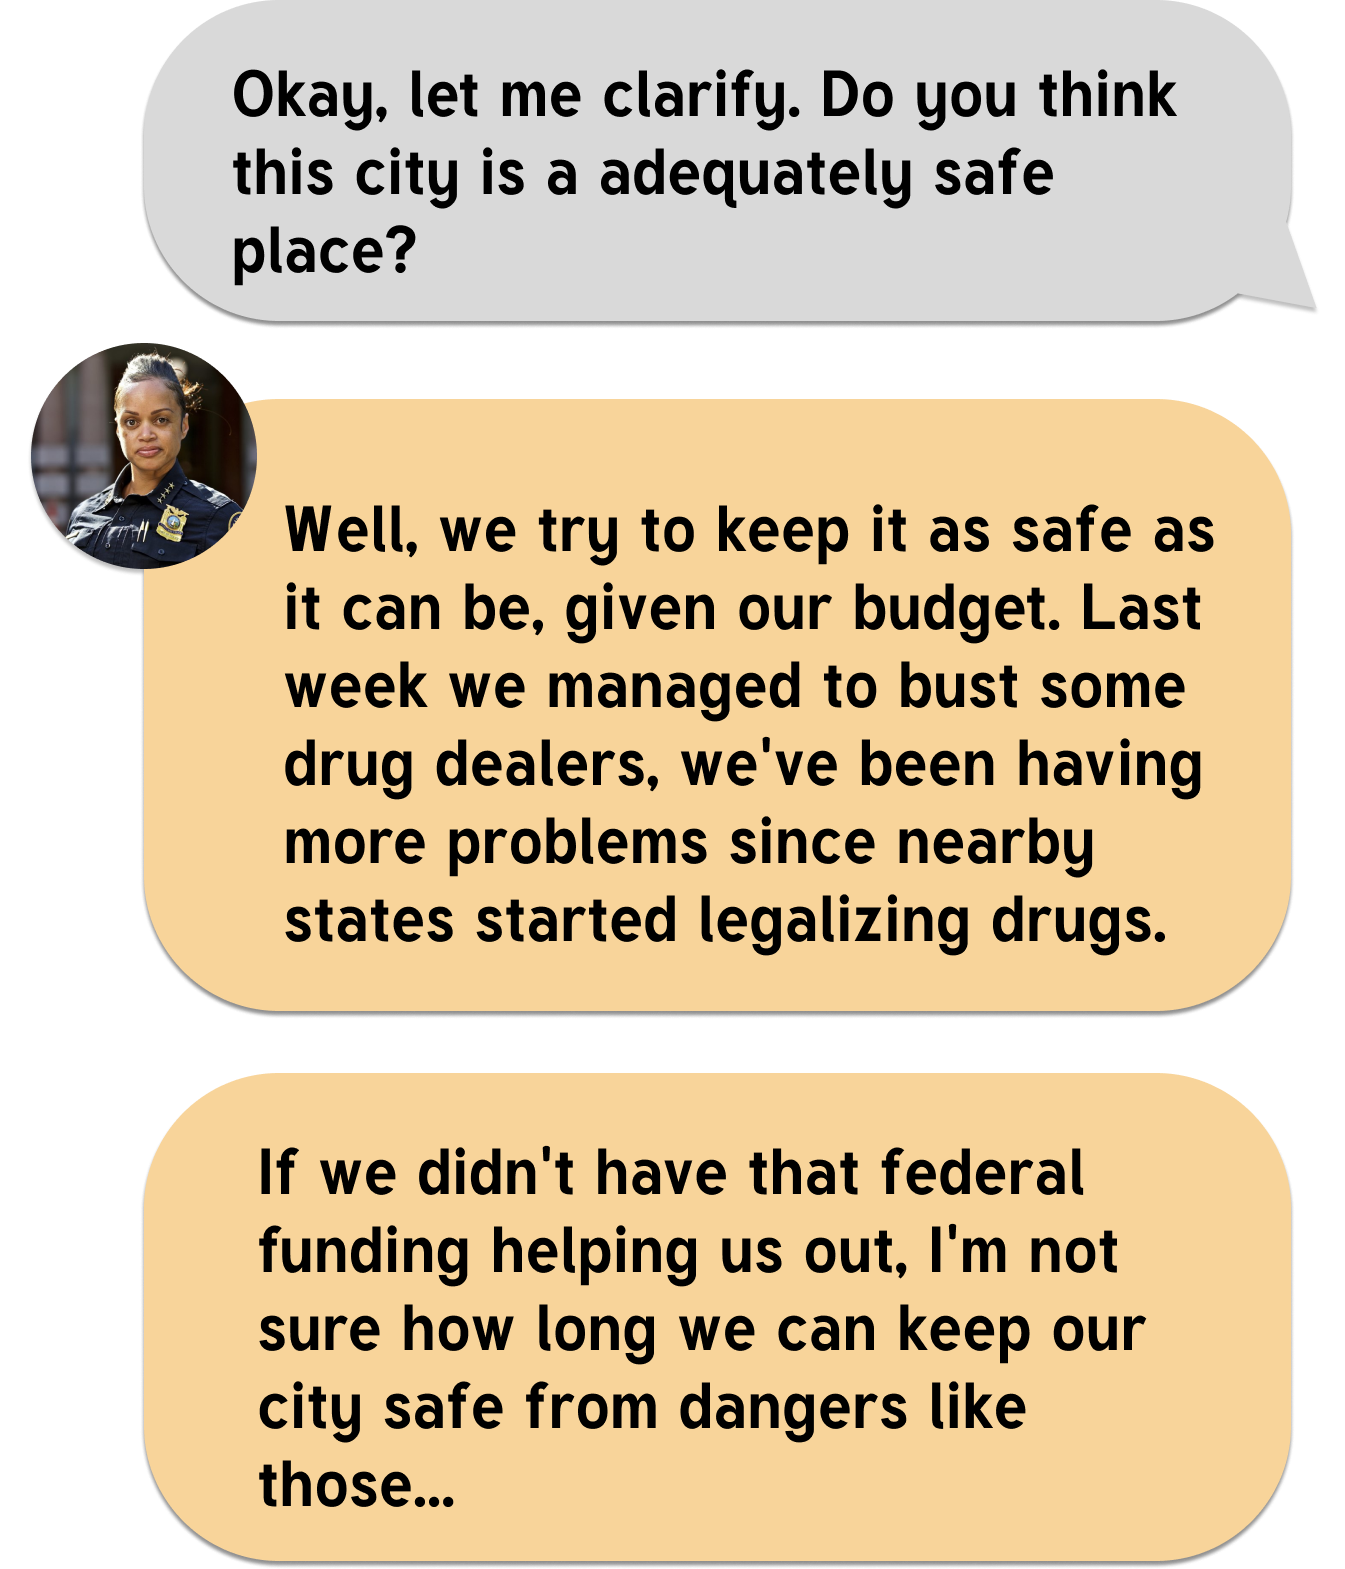 Okay, let me clarify. Do you think
this city is a adequately safe
place?
Well, we try to keep it as safe as
it can be, given our budget. Last
week we managed to bust some
drug dealers, we've been having
more problems since nearby
states started legalizing drugs.
If we didn't have that federal
funding helping us out, I'm not
sure how long we can keep our
city safe from dangers like
those...